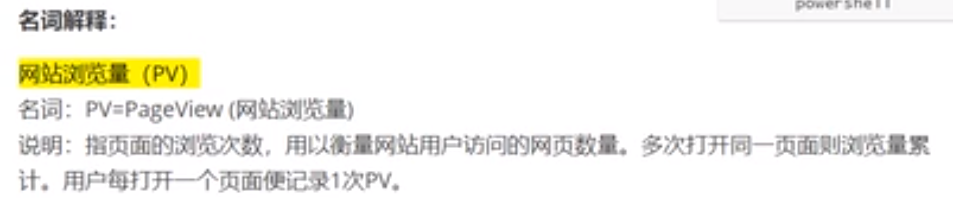 powershell
名词解释：
网站浏览量（PV）
名词：PV=PageView (网站浏览量)
说明：指页面的浏览次数，用以衡量网站用户访问的网页数量。多次打开同一页面则浏览量累
计。用户每打开一个页面便记录1次PV。